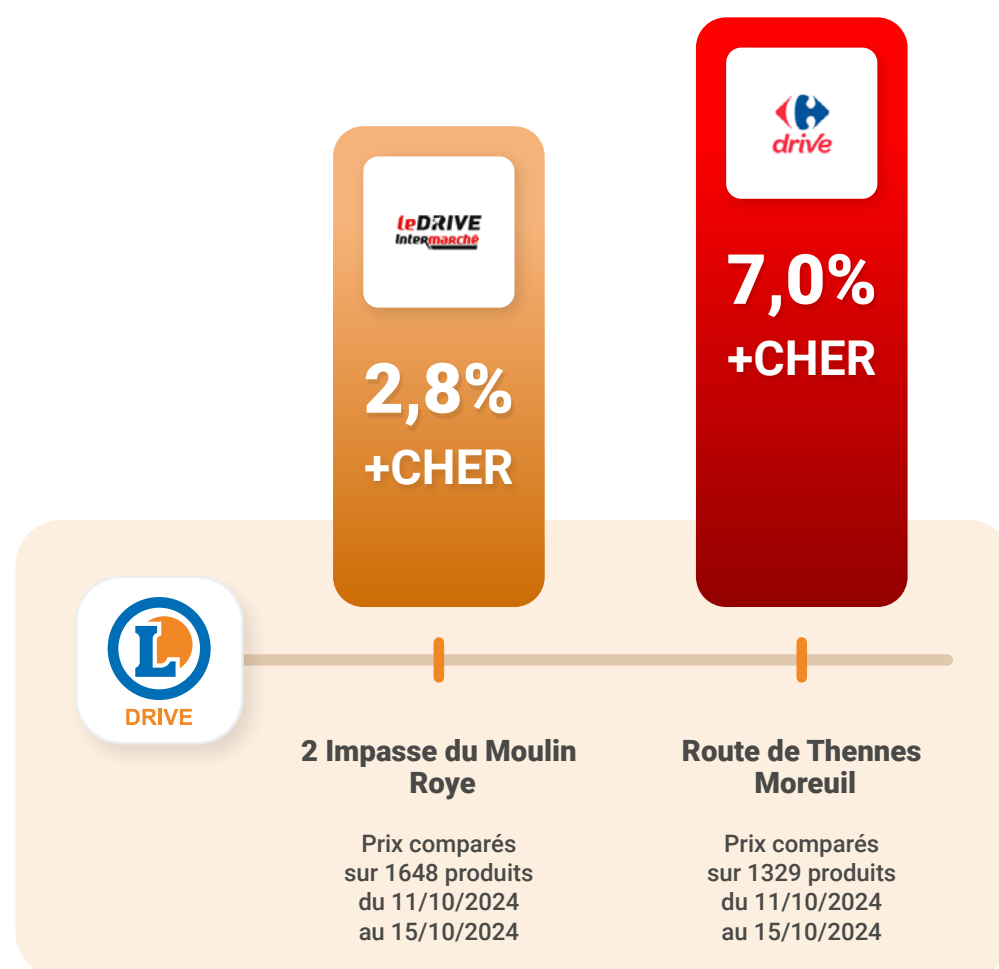 leDRIVE
Intermarché
2,8%
+CHER
drive
7,0%
+CHER
L
DRIVE
2 Impasse du Moulin
Roye
Prix comparés
sur 1648 produits
du 11/10/2024
au 15/10/2024
Route de Thennes
Moreuil
Prix comparés
sur 1329 produits
du 11/10/2024
au 15/10/2024